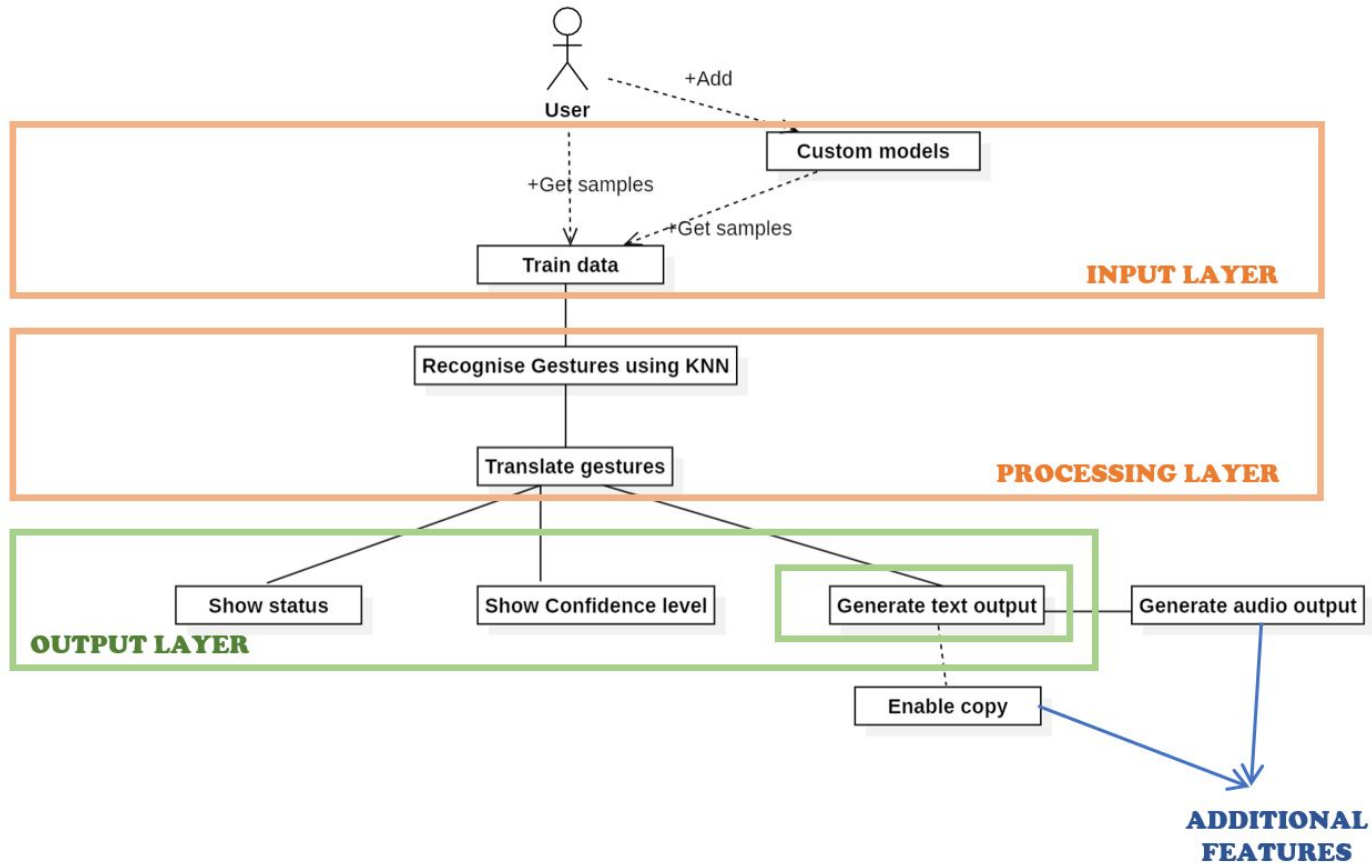 +Add
User
Custom models
+Get samples
+Get samples
Train data
INPUT LAYER
Recognise Gestures using KNN
Translate gestures
PROCESSING LAYER
Show status
Show Confidence level
Generate text output
Generate audio output
OUTPUT LAYER
Enable copy
ADDITIONAL
FEATURES